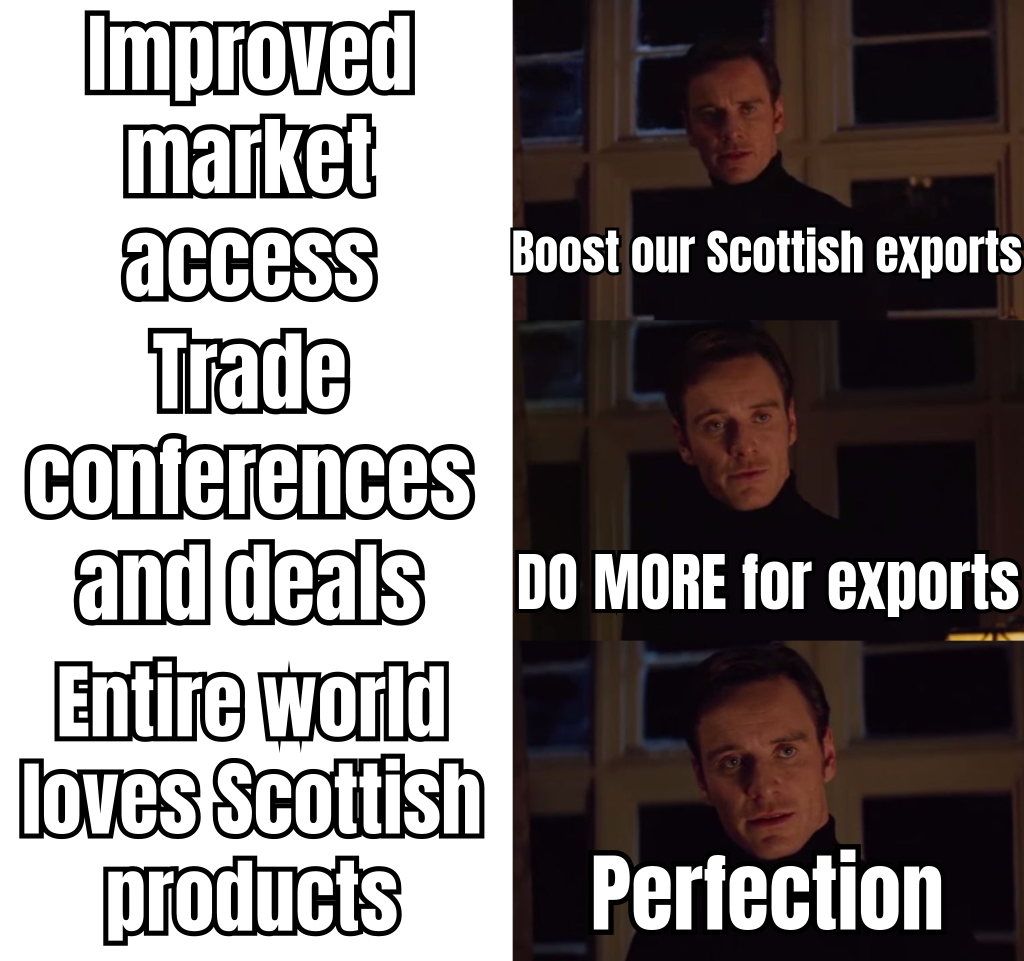 Improved
market
access
Boost our Scottish exports
Trade
conferences
and deals
DO MORE for exports
Entire world
loves Scottish
products
Perfection